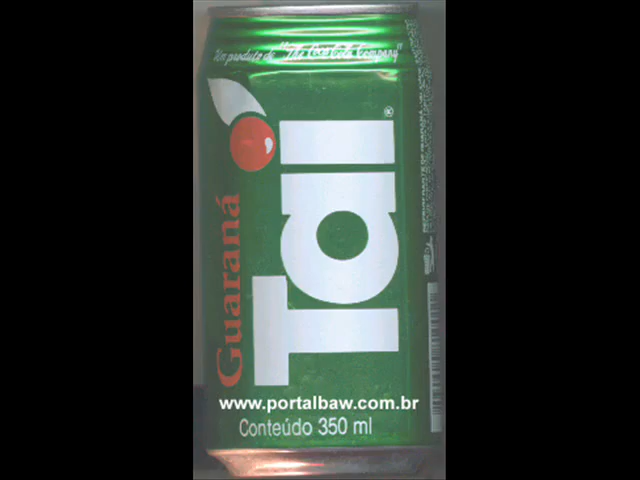 Um produto da "The Coca-Cola Company"
Guaraná
Taí
®
www.portalbaw.com.br
Conteúdo 350 ml